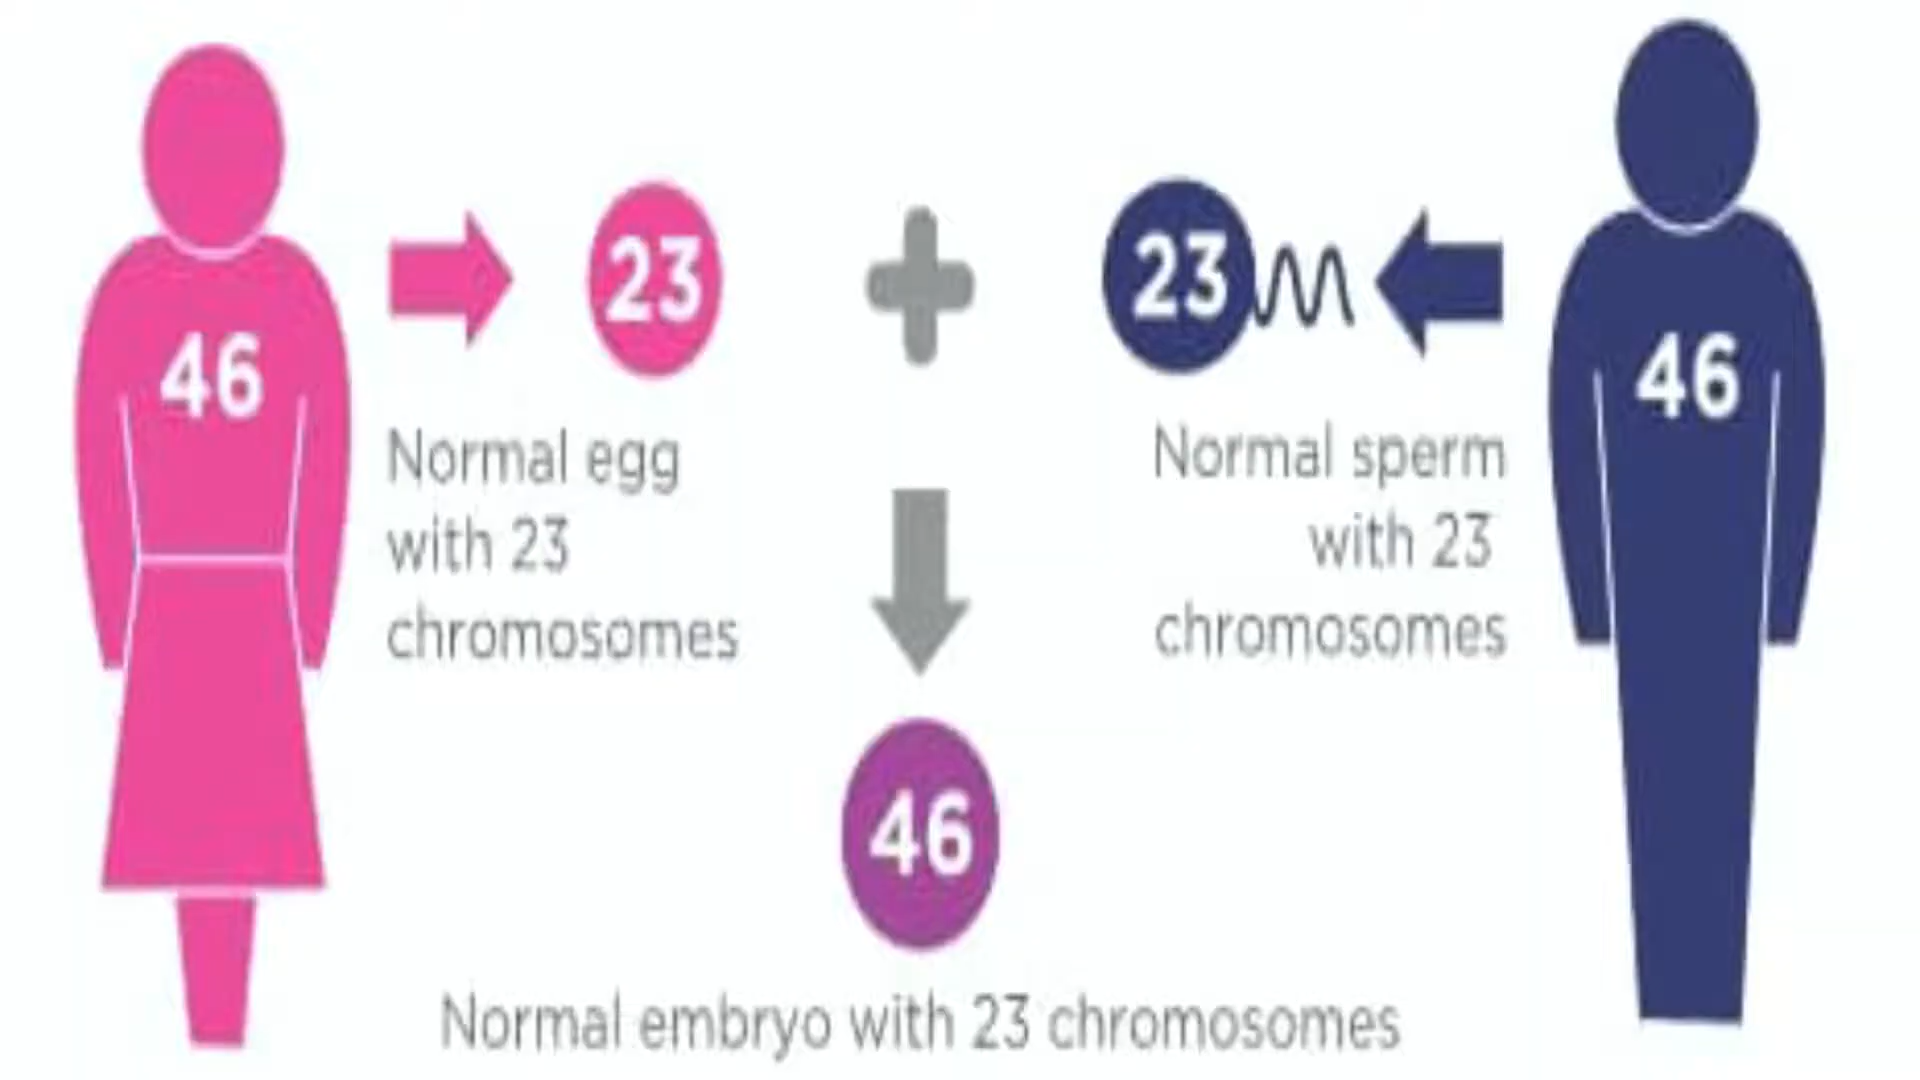 46
23
23
46
Normal egg
with 23
chromosomes
Normal sperm
with 23
chromosomes
46
Normal embryo with 23 chromosomes